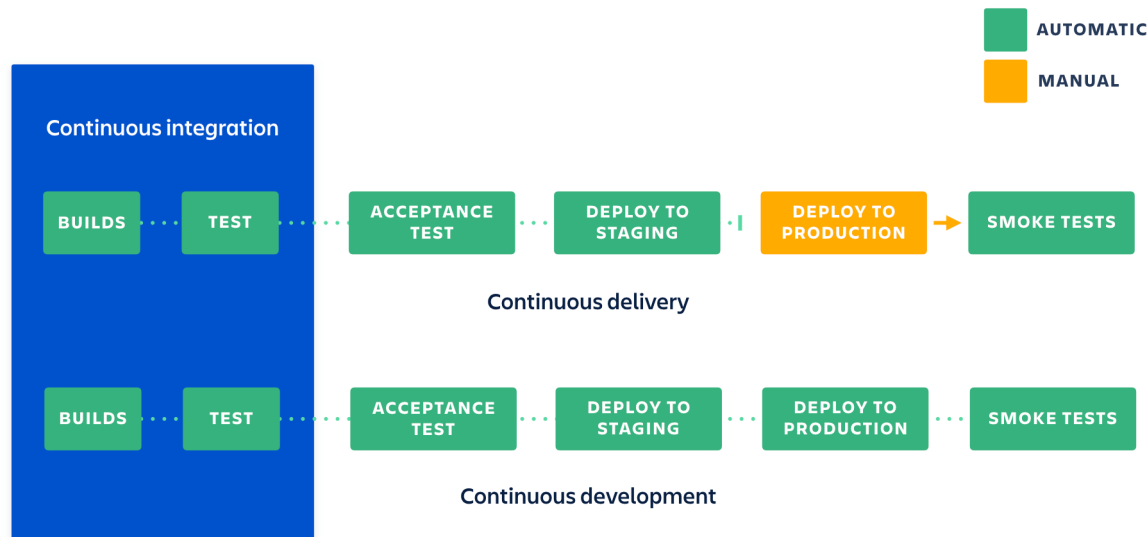 AUTOMATIC
MANUAL
Continuous integration
BUILDS
TEST
ACCEPTANCE
TEST
DEPLOY TO
STAGING
DEPLOY TO
PRODUCTION
SMOKE TESTS
Continuous delivery
BUILDS
TEST
ACCEPTANCE
TEST
DEPLOY TO
STAGING
DEPLOY TO
PRODUCTION
SMOKE TESTS
Continuous development